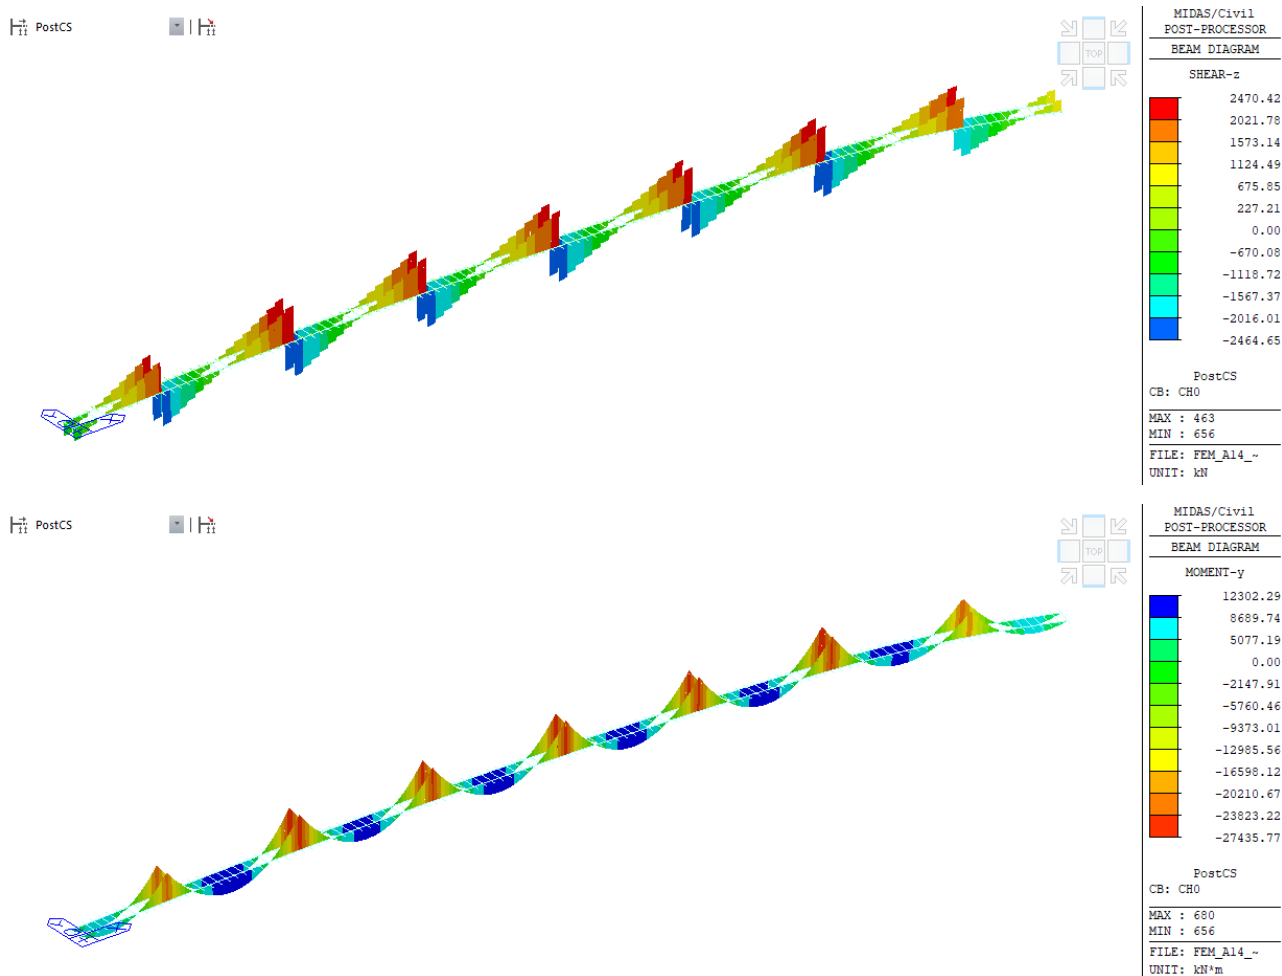 PostCS
TOP
MIDAS/Civil
POST-PROCESSOR
BEAM DIAGRAM
SHEAR-z
2470.42
2021.78
1573.14
1124.49
675.85
227.21
0.00
-670.08
-1118.72
-1567.37
-2016.01
-2464.65
PostCS
CB: CH0
MAX : 463
MIN : 656
FILE: FEM_A14_~
UNIT: kN
PostCS
TOP
MIDAS/Civil
POST-PROCESSOR
BEAM DIAGRAM
MOMENT-y
12302.29
8689.74
5077.19
0.00
-2147.91
-5760.46
-9373.01
-12985.56
-16598.12
-20210.67
-23823.22
-27435.77
PostCS
CB: CH0
MAX : 680
MIN : 656
FILE: FEM_A14_~
UNIT: kN*m